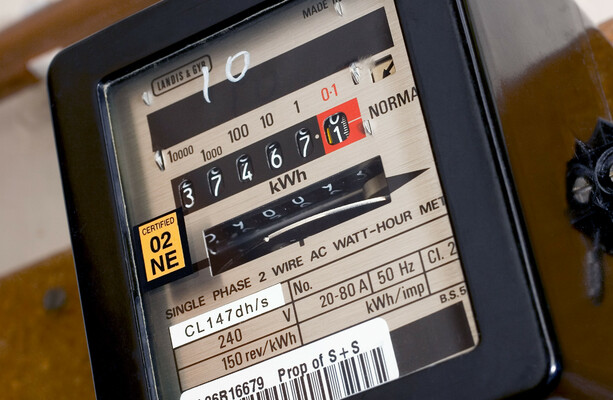 MADE
LANDIS & GYR
10
10000 1000 100 10 1 0·1
NORMA
3 7 4 6 7 · 1
kWh
CERTIFIED
02
NE
SINGLE PHASE 2 WIRE AC WATT-HOUR MET
CL147dh/s No. 20-80 A 50 Hz Cl. 2
240 V kWh/imp B.S.5
150 rev/kWh
06R16679 Prop of S+S